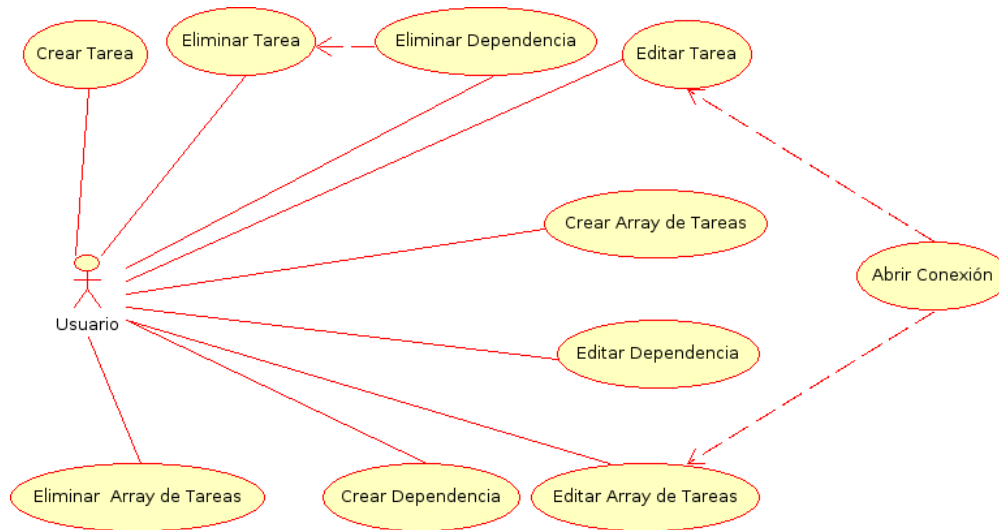 Crear Tarea
Eliminar Tarea
Eliminar Dependencia
Editar Tarea
Crear Array de Tareas
Abrir Conexión
Usuario
Editar Dependencia
Eliminar Array de Tareas
Crear Dependencia
Editar Array de Tareas